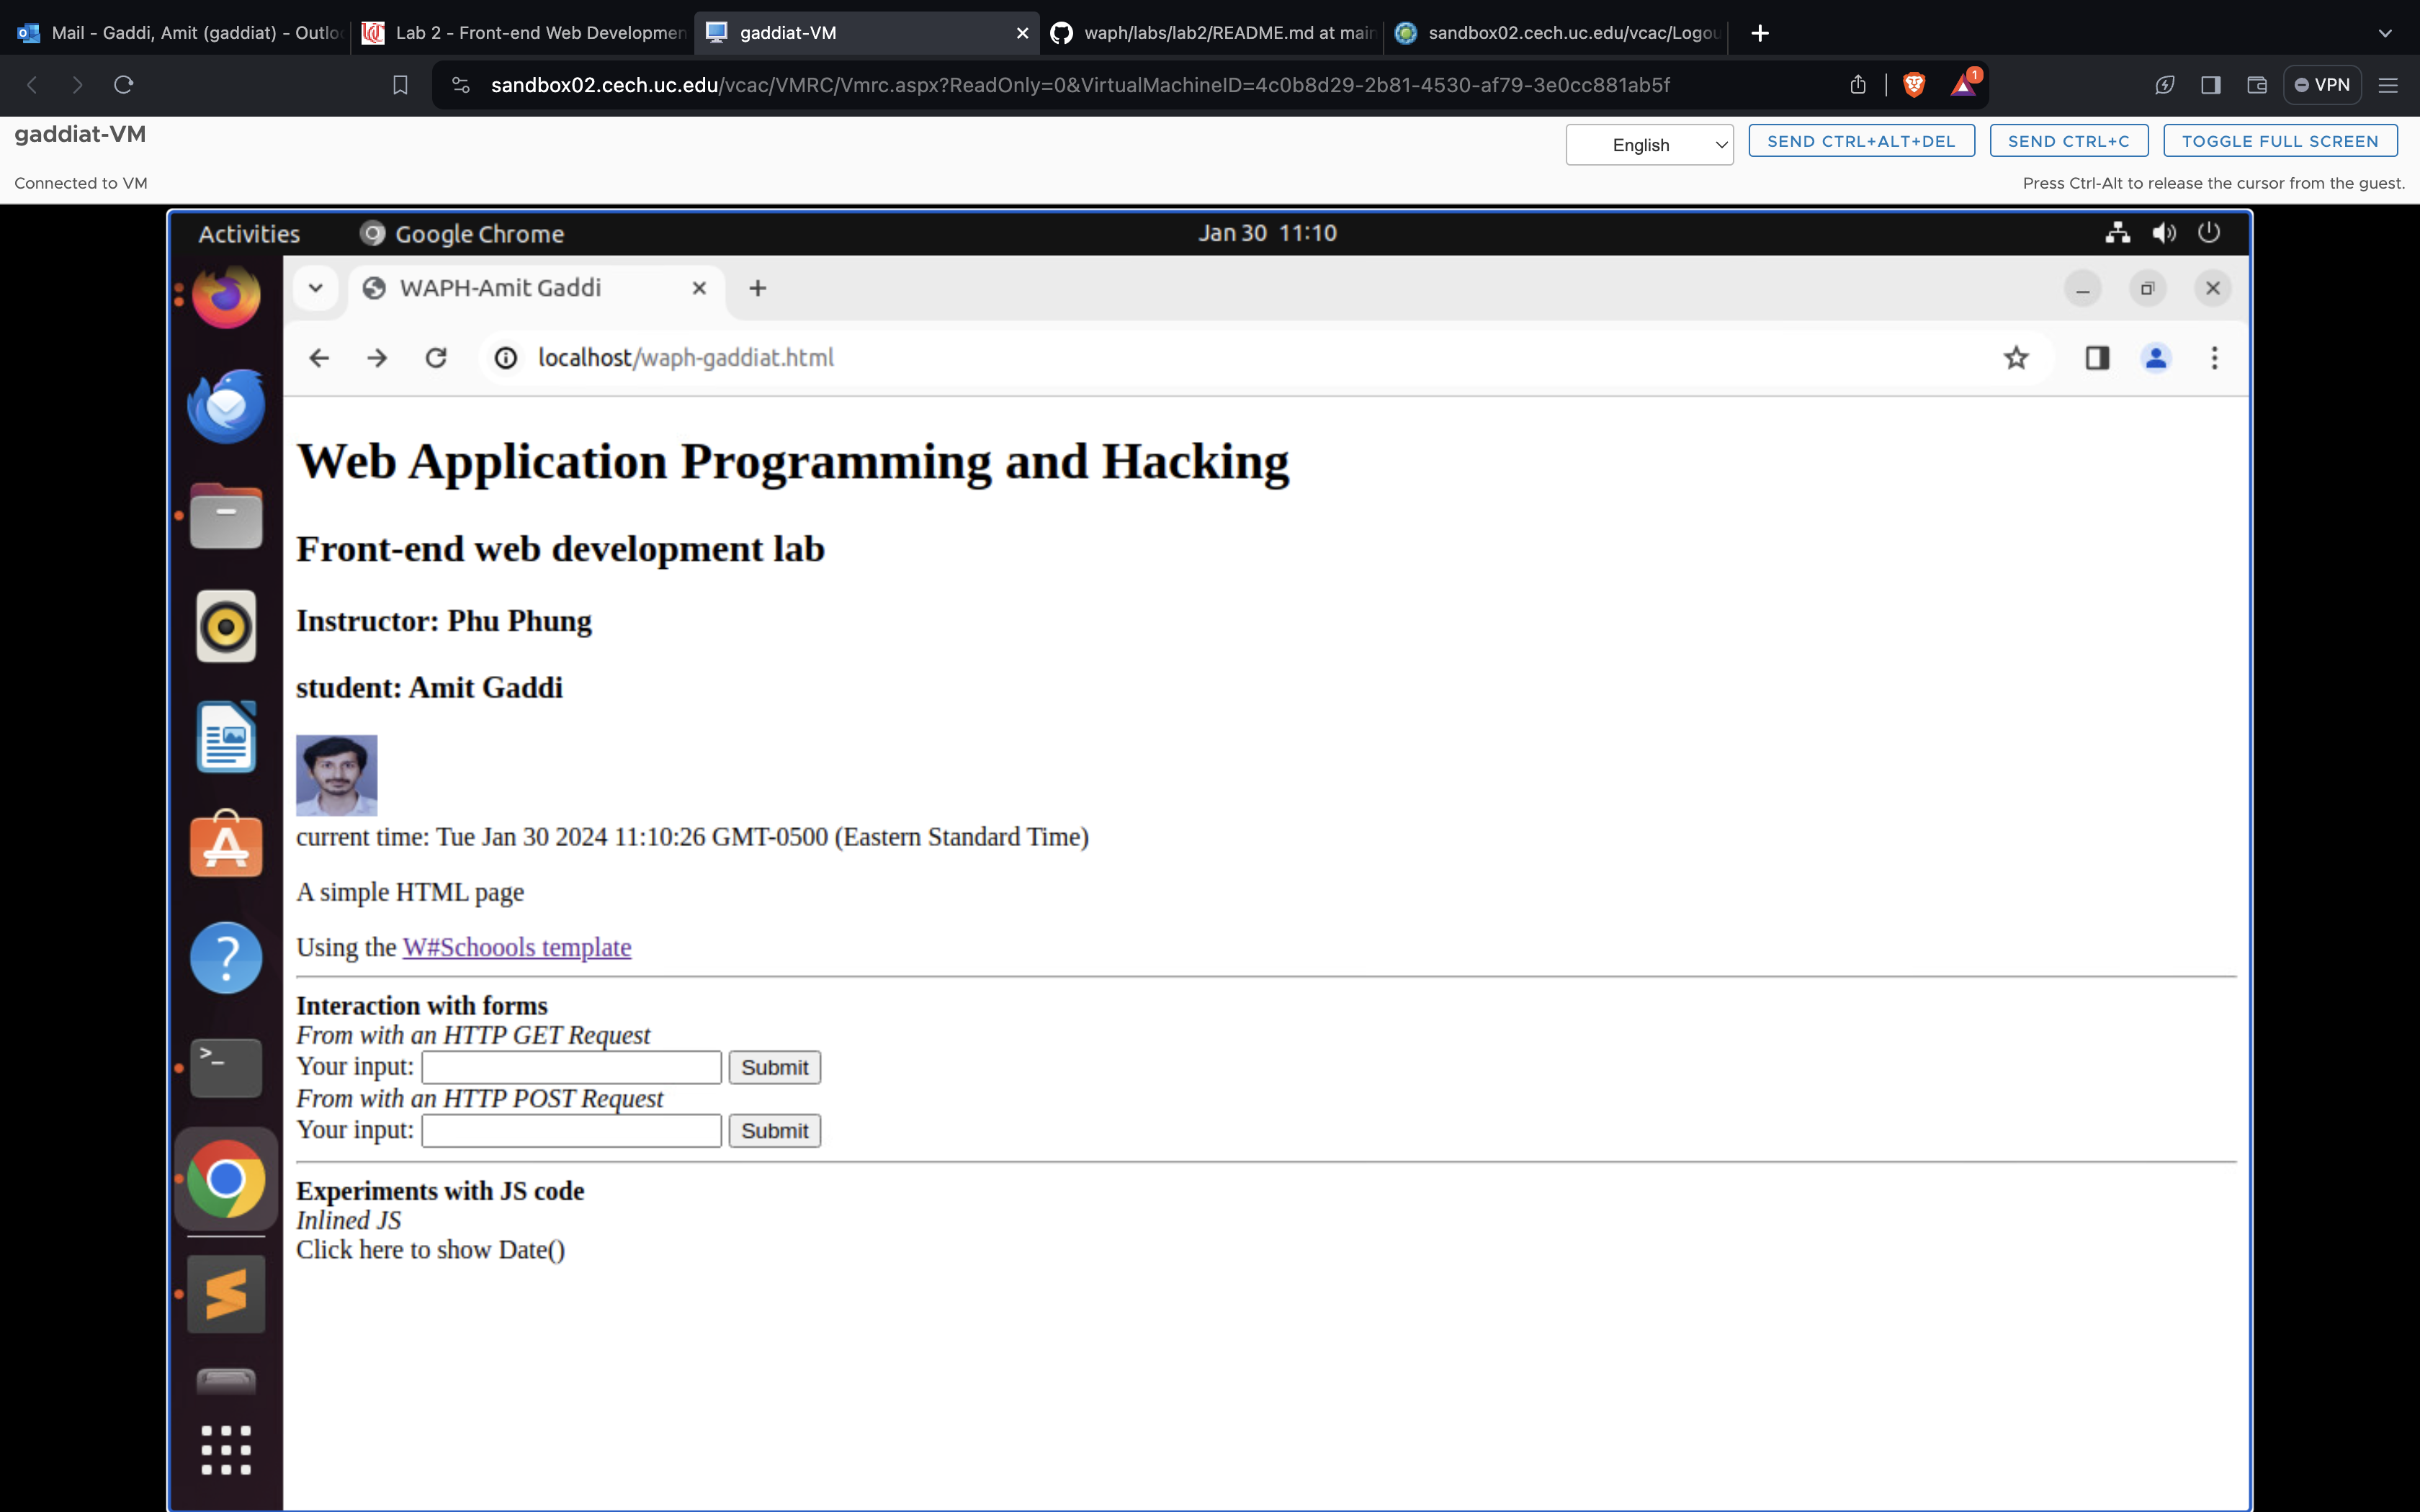 Mail - Gaddi, Amit (gaddiat) - Outlo
Lab 2 - Front-end Web Developmen
gaddiat-VM
waph/labs/lab2/README.md at main
sandbox02.cech.uc.edu/vcac/Logou
sandbox02.cech.uc.edu/vcac/VMRC/Vmrc.aspx?ReadOnly=0&VirtualMachineID=4c0b8d29-2b81-4530-af79-3e0cc881ab5f
1
VPN
gaddiat-VM
English
SEND CTRL+ALT+DEL
SEND CTRL+C
TOGGLE FULL SCREEN
Connected to VM
Press Ctrl-Alt to release the cursor from the guest.
Activities
Google Chrome
Jan 30 11:10
WAPH-Amit Gaddi
localhost/waph-gaddiat.html
Web Application Programming and Hacking
Front-end web development lab
Instructor: Phu Phung
student: Amit Gaddi
current time: Tue Jan 30 2024 11:10:26 GMT-0500 (Eastern Standard Time)
A simple HTML page
Using the W#Schoools template
Interaction with forms
From with an HTTP GET Request
Your input: Submit
From with an HTTP POST Request
Your input: Submit
Experiments with JS code
Inlined JS
Click here to show Date()